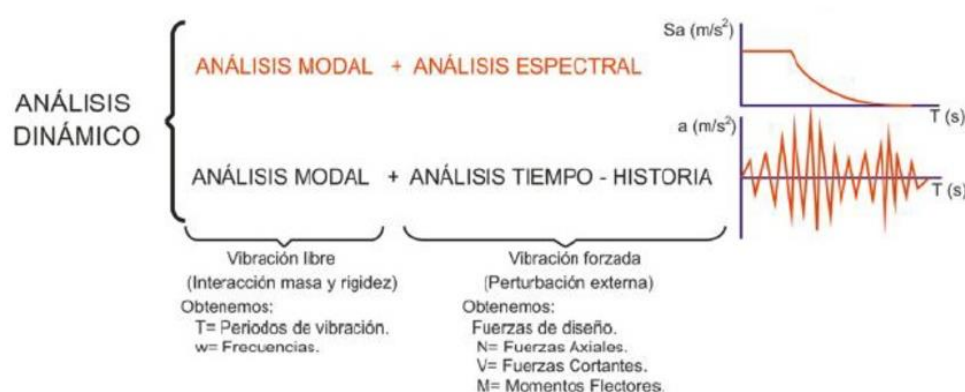 Sa (m/s²)
ANÁLISIS MODAL + ANÁLISIS ESPECTRAL
T (s)
ANÁLISIS
DINÁMICO
a (m/s²)
ANÁLISIS MODAL + ANÁLISIS TIEMPO - HISTORIA
T (s)
Vibración libre
(Interacción masa y rigidez)
Obtenemos:
T= Periodos de vibración.
w= Frecuencias.
Vibración forzada
(Perturbación externa)
Obtenemos:
Fuerzas de diseño.
N= Fuerzas Axiales.
V= Fuerzas Cortantes.
M= Momentos Flectores.